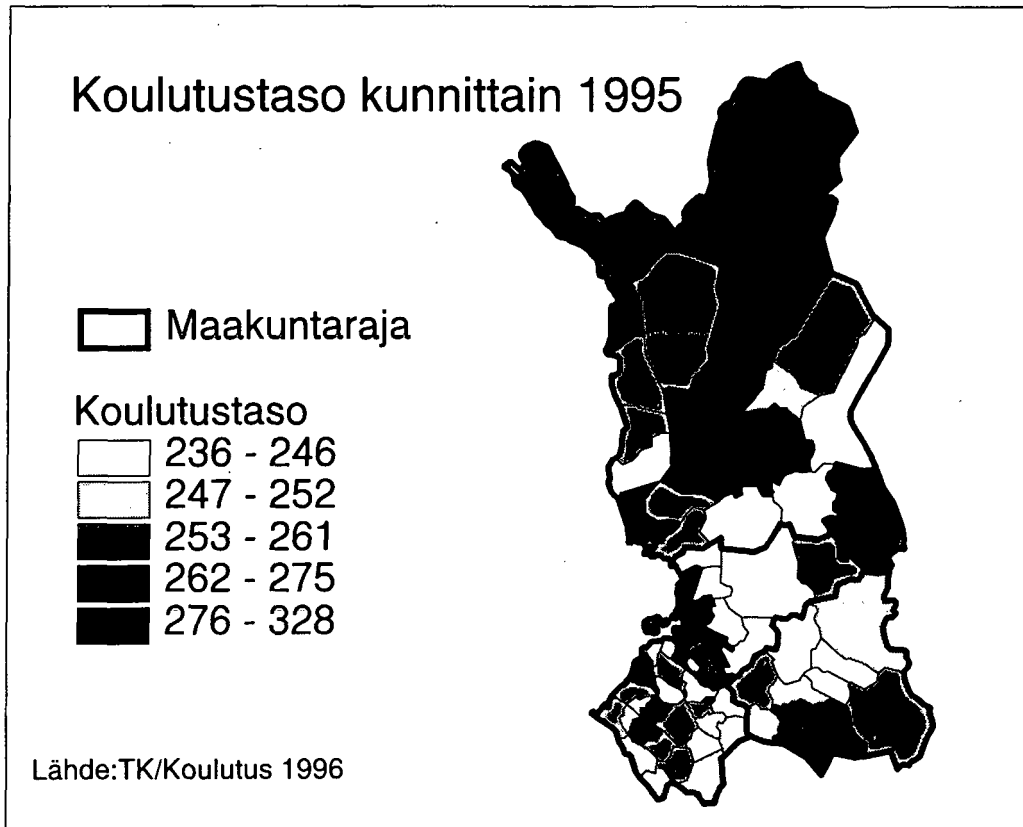 Koulutustaso kunnittain 1995
Maakuntaraja
Koulutustaso
236 - 246
247 - 252
253 - 261
262 - 275
276 - 328
Lähde:TK/Koulutus 1996